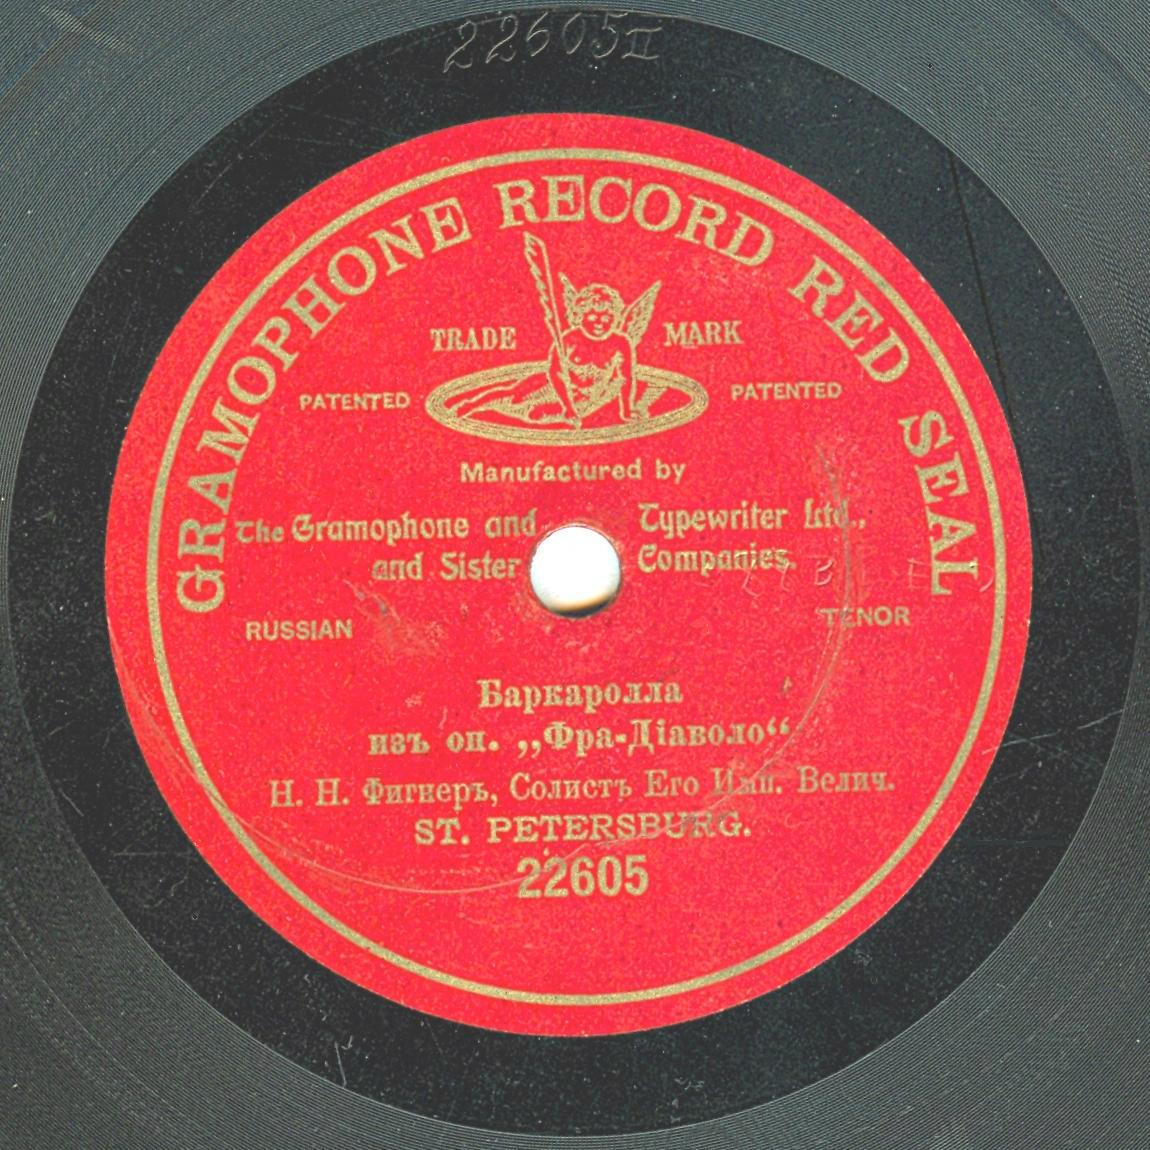 22605 II
GRAMOPHONE RECORD RED SEAL
TRADE MARK
PATENTED PATENTED
Manufactured by
The Gramophone and Typewriter Ltd.,
and Sister Companies.
RUSSIAN TENOR
Баркаролла
изъ оп. „Фра-Діаволо“
Н. Н. Фигнеръ, Солистъ Его Имп. Велич.
ST. PETERSBURG.
22605